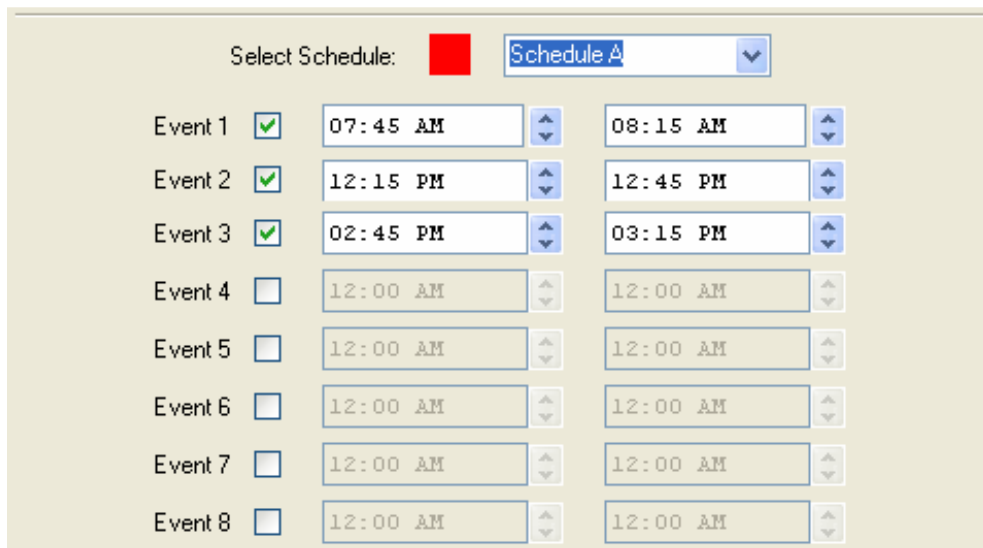 Select Schedule: Schedule A
Event 1 07:45 AM 08:15 AM
Event 2 12:15 PM 12:45 PM
Event 3 02:45 PM 03:15 PM
Event 4 12:00 AM 12:00 AM
Event 5 12:00 AM 12:00 AM
Event 6 12:00 AM 12:00 AM
Event 7 12:00 AM 12:00 AM
Event 8 12:00 AM 12:00 AM